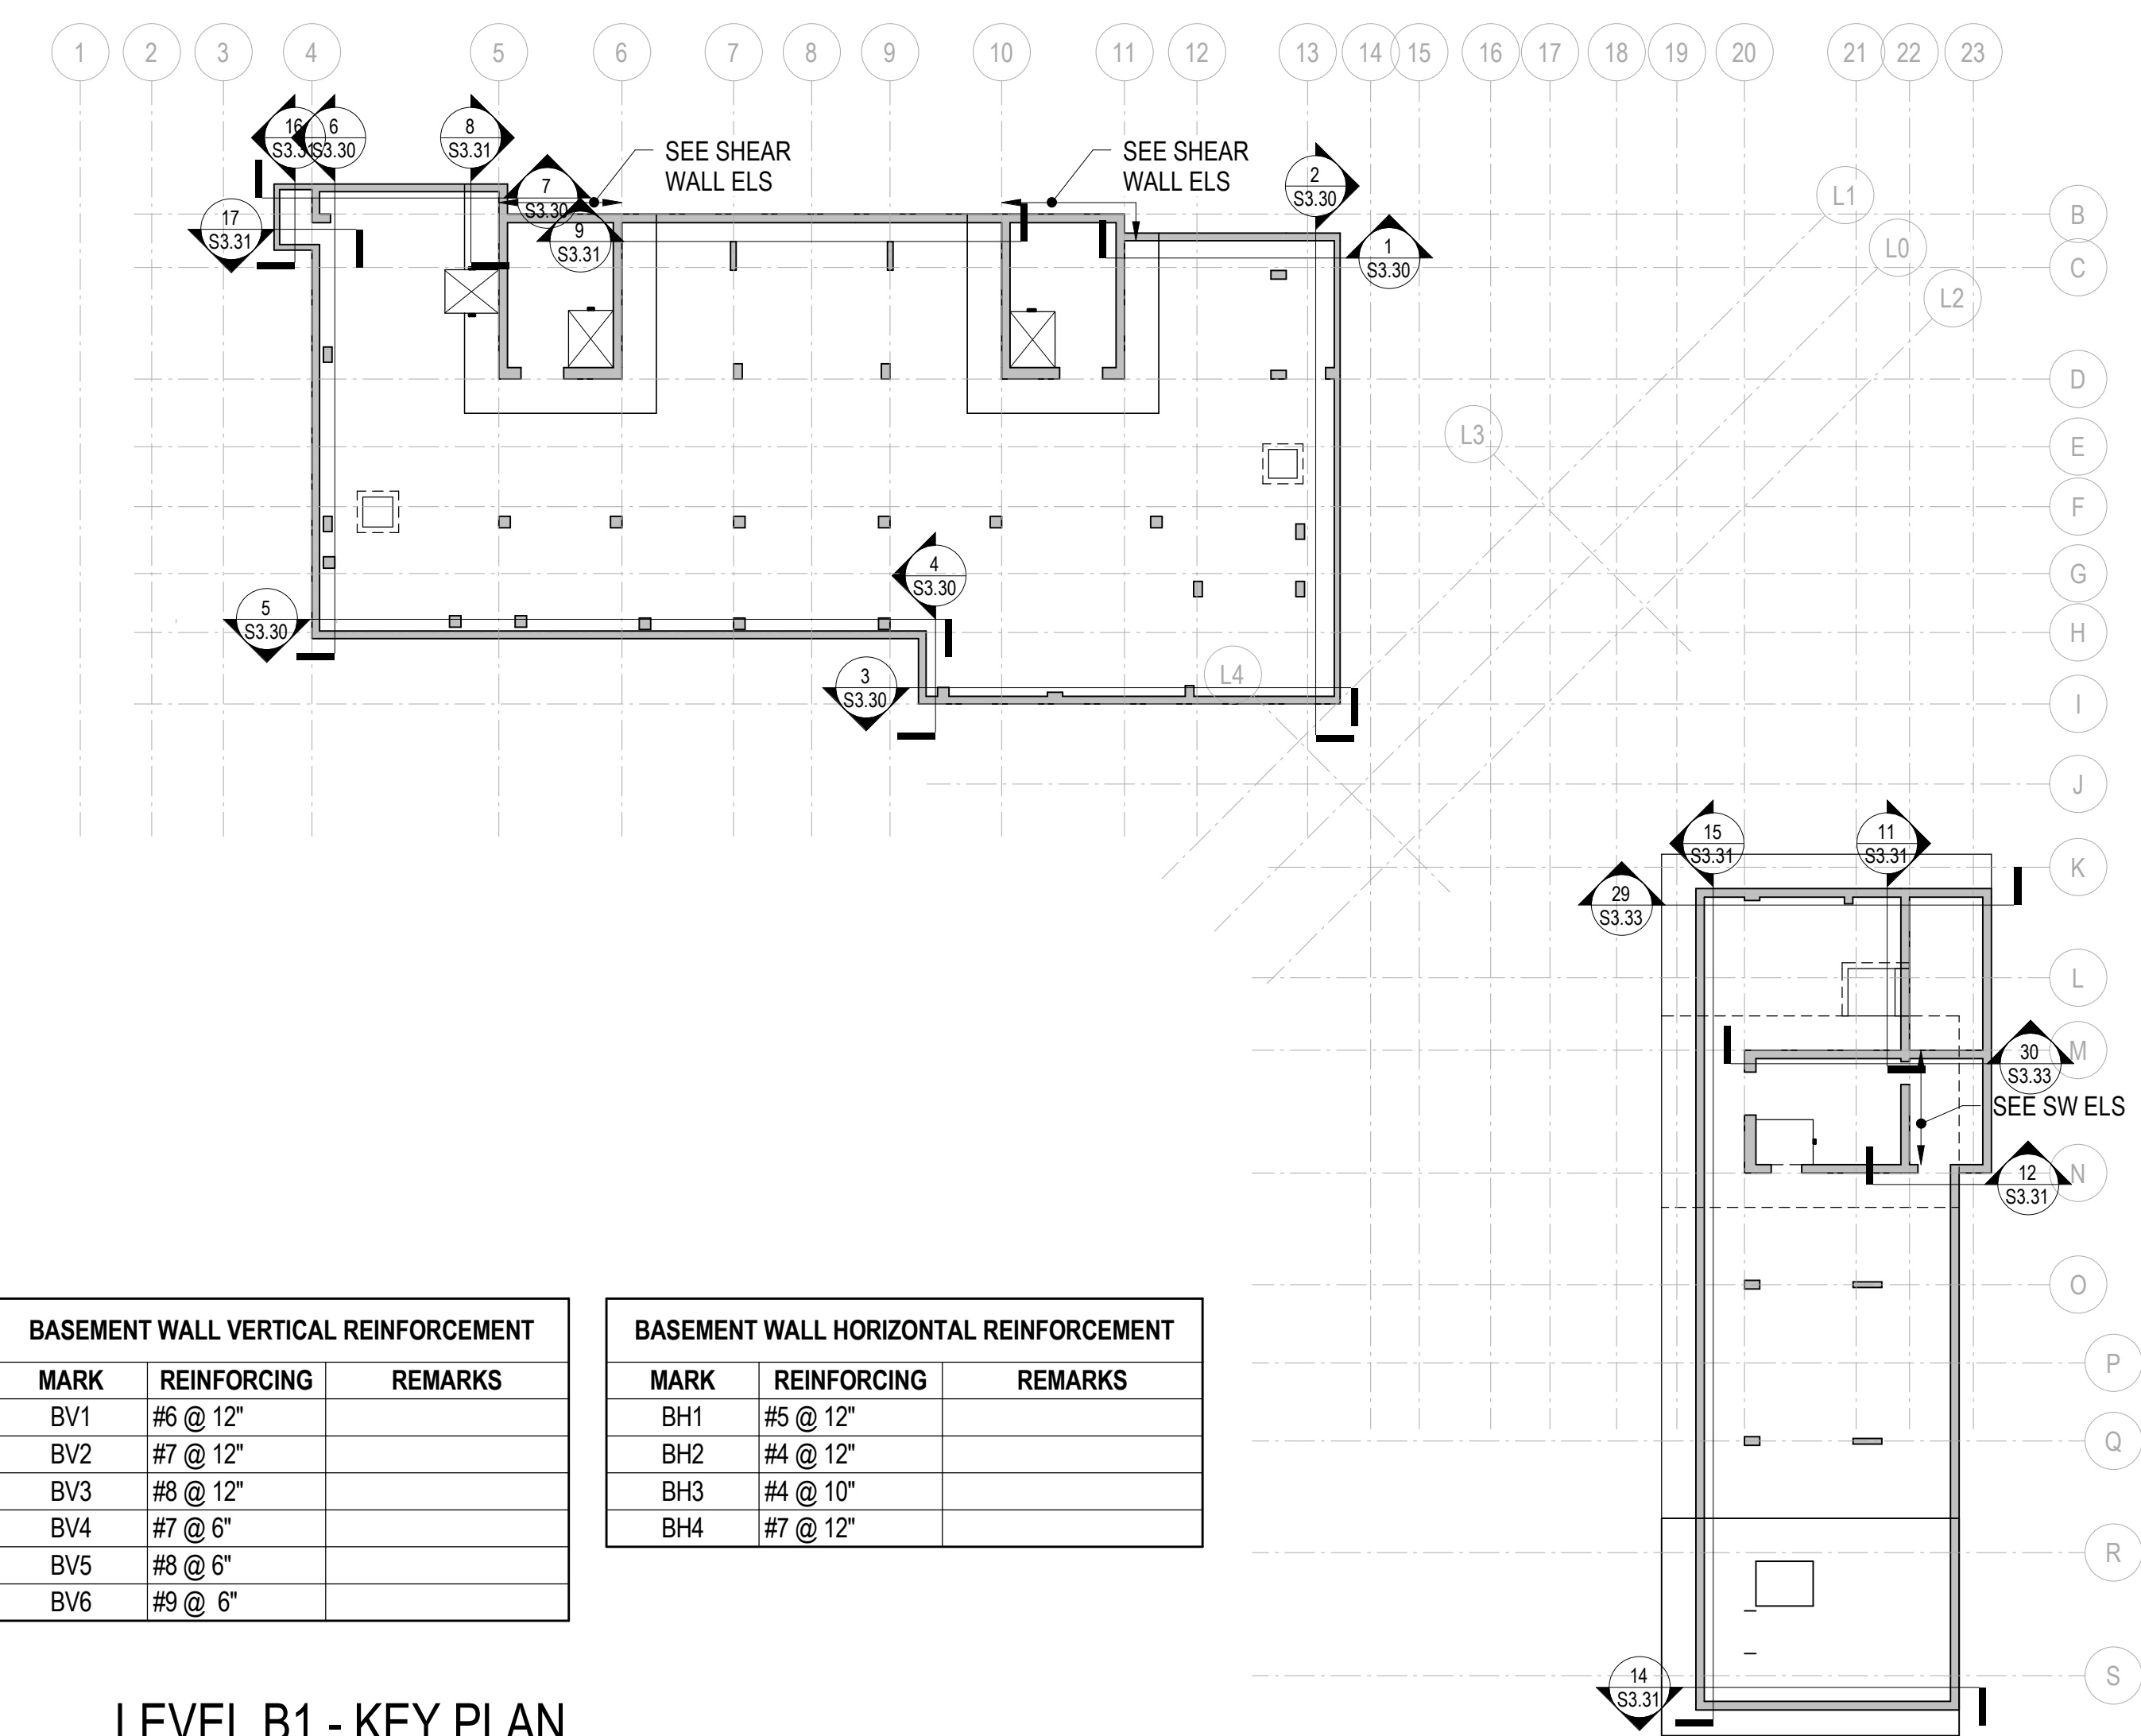 1 2 3 4 5 6 7 8 9 10 11 12 13 14 15 16 17 18 19 20 21 22 23
16
S3.31
6
S3.30
8
S3.31
SEE SHEAR
WALL ELS
SEE SHEAR
WALL ELS
7
S3.30
2
S3.30
17
S3.31
9
S3.31
1
S3.30
L1
L0
L2
L3
L4
B
C
D
E
F
G
H
I
J
K
L
M
N
O
P
Q
R
S
4
S3.30
5
S3.30
3
S3.30
15
S3.31
11
S3.31
29
S3.33
30
S3.33
SEE SW ELS
12
S3.31
14
S3.31
BASEMENT WALL VERTICAL REINFORCEMENT
MARK REINFORCING REMARKS
BV1 #6 @ 12"
BV2 #7 @ 12"
BV3 #8 @ 12"
BV4 #7 @ 6"
BV5 #8 @ 6"
BV6 #9 @ 6"
BASEMENT WALL HORIZONTAL REINFORCEMENT
MARK REINFORCING REMARKS
BH1 #5 @ 12"
BH2 #4 @ 12"
BH3 #4 @ 10"
BH4 #7 @ 12"
LEVEL B1 - KEY PLAN